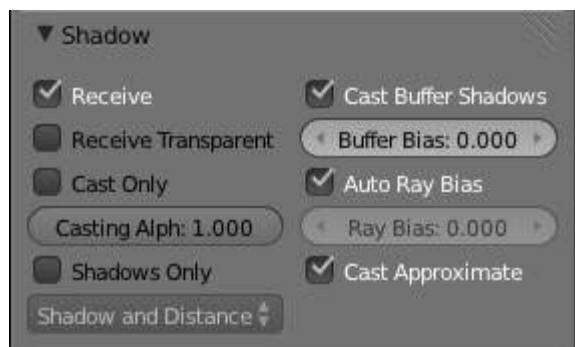 Shadow
Receive
Cast Buffer Shadows
Receive Transparent
Buffer Bias: 0.000
Cast Only
Auto Ray Bias
Casting Alph: 1.000
Ray Bias: 0.000
Shadows Only
Cast Approximate
Shadow and Distance